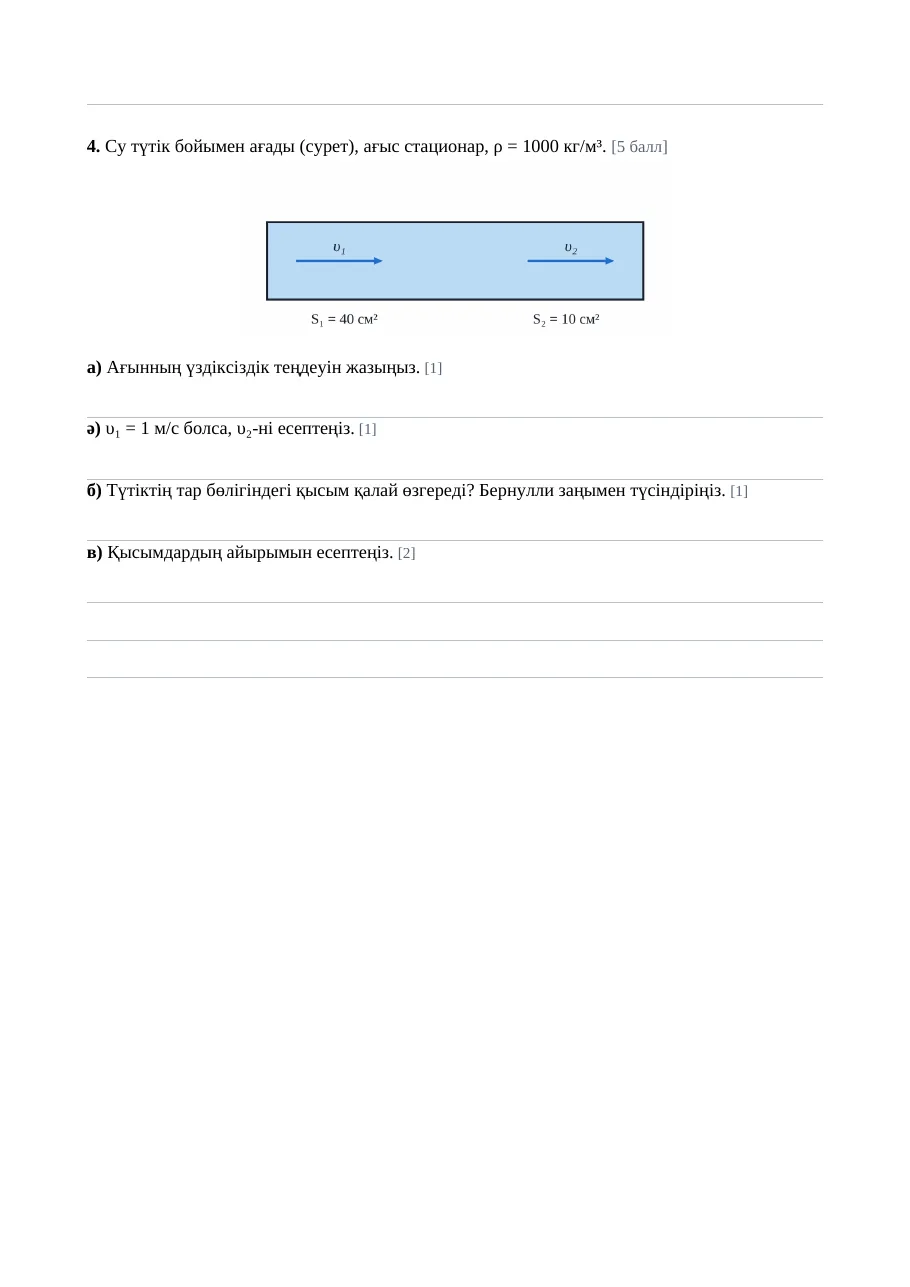 4. Су түтік бойымен ағады (сурет), ағыс стационар, ρ = 1000 кг/м³. [5 балл]
υ₁ υ₂
S₁ = 40 см² S₂ = 10 см²
а) Ағынның үздіксіздік теңдеуін жазыңыз. [1]
ә) υ₁ = 1 м/с болса, υ₂-ні есептеңіз. [1]
б) Түтіктің тар бөлігіндегі қысым қалай өзгереді? Бернулли заңымен түсіндіріңіз. [1]
в) Қысымдардың айырымын есептеңіз. [2]